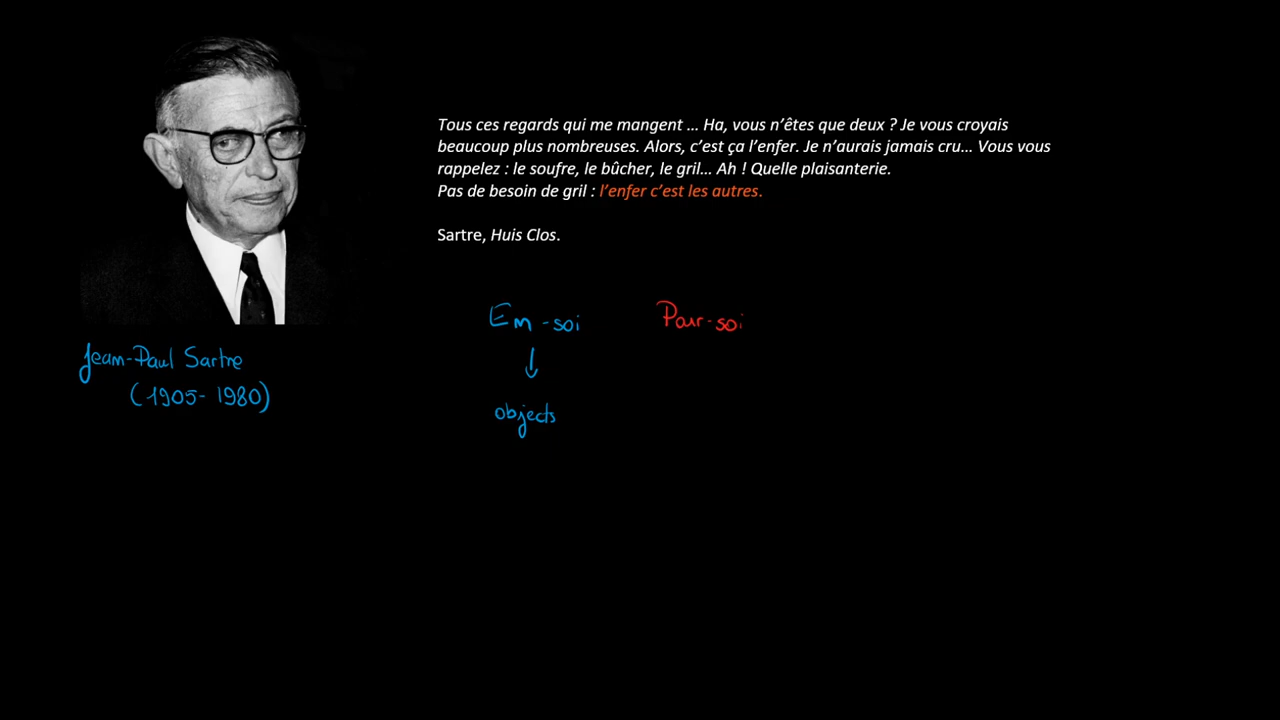 Tous ces regards qui me mangent … Ha, vous n’êtes que deux ? Je vous croyais
beaucoup plus nombreuses. Alors, c’est ça l’enfer. Je n’aurais jamais cru… Vous vous
rappelez : le soufre, le bûcher, le gril… Ah ! Quelle plaisanterie.
Pas de besoin de gril : l’enfer c’est les autres.
Sartre, Huis Clos.
En-soi
Pour-soi
objects
Jean-Paul Sartre
(1905-1980)